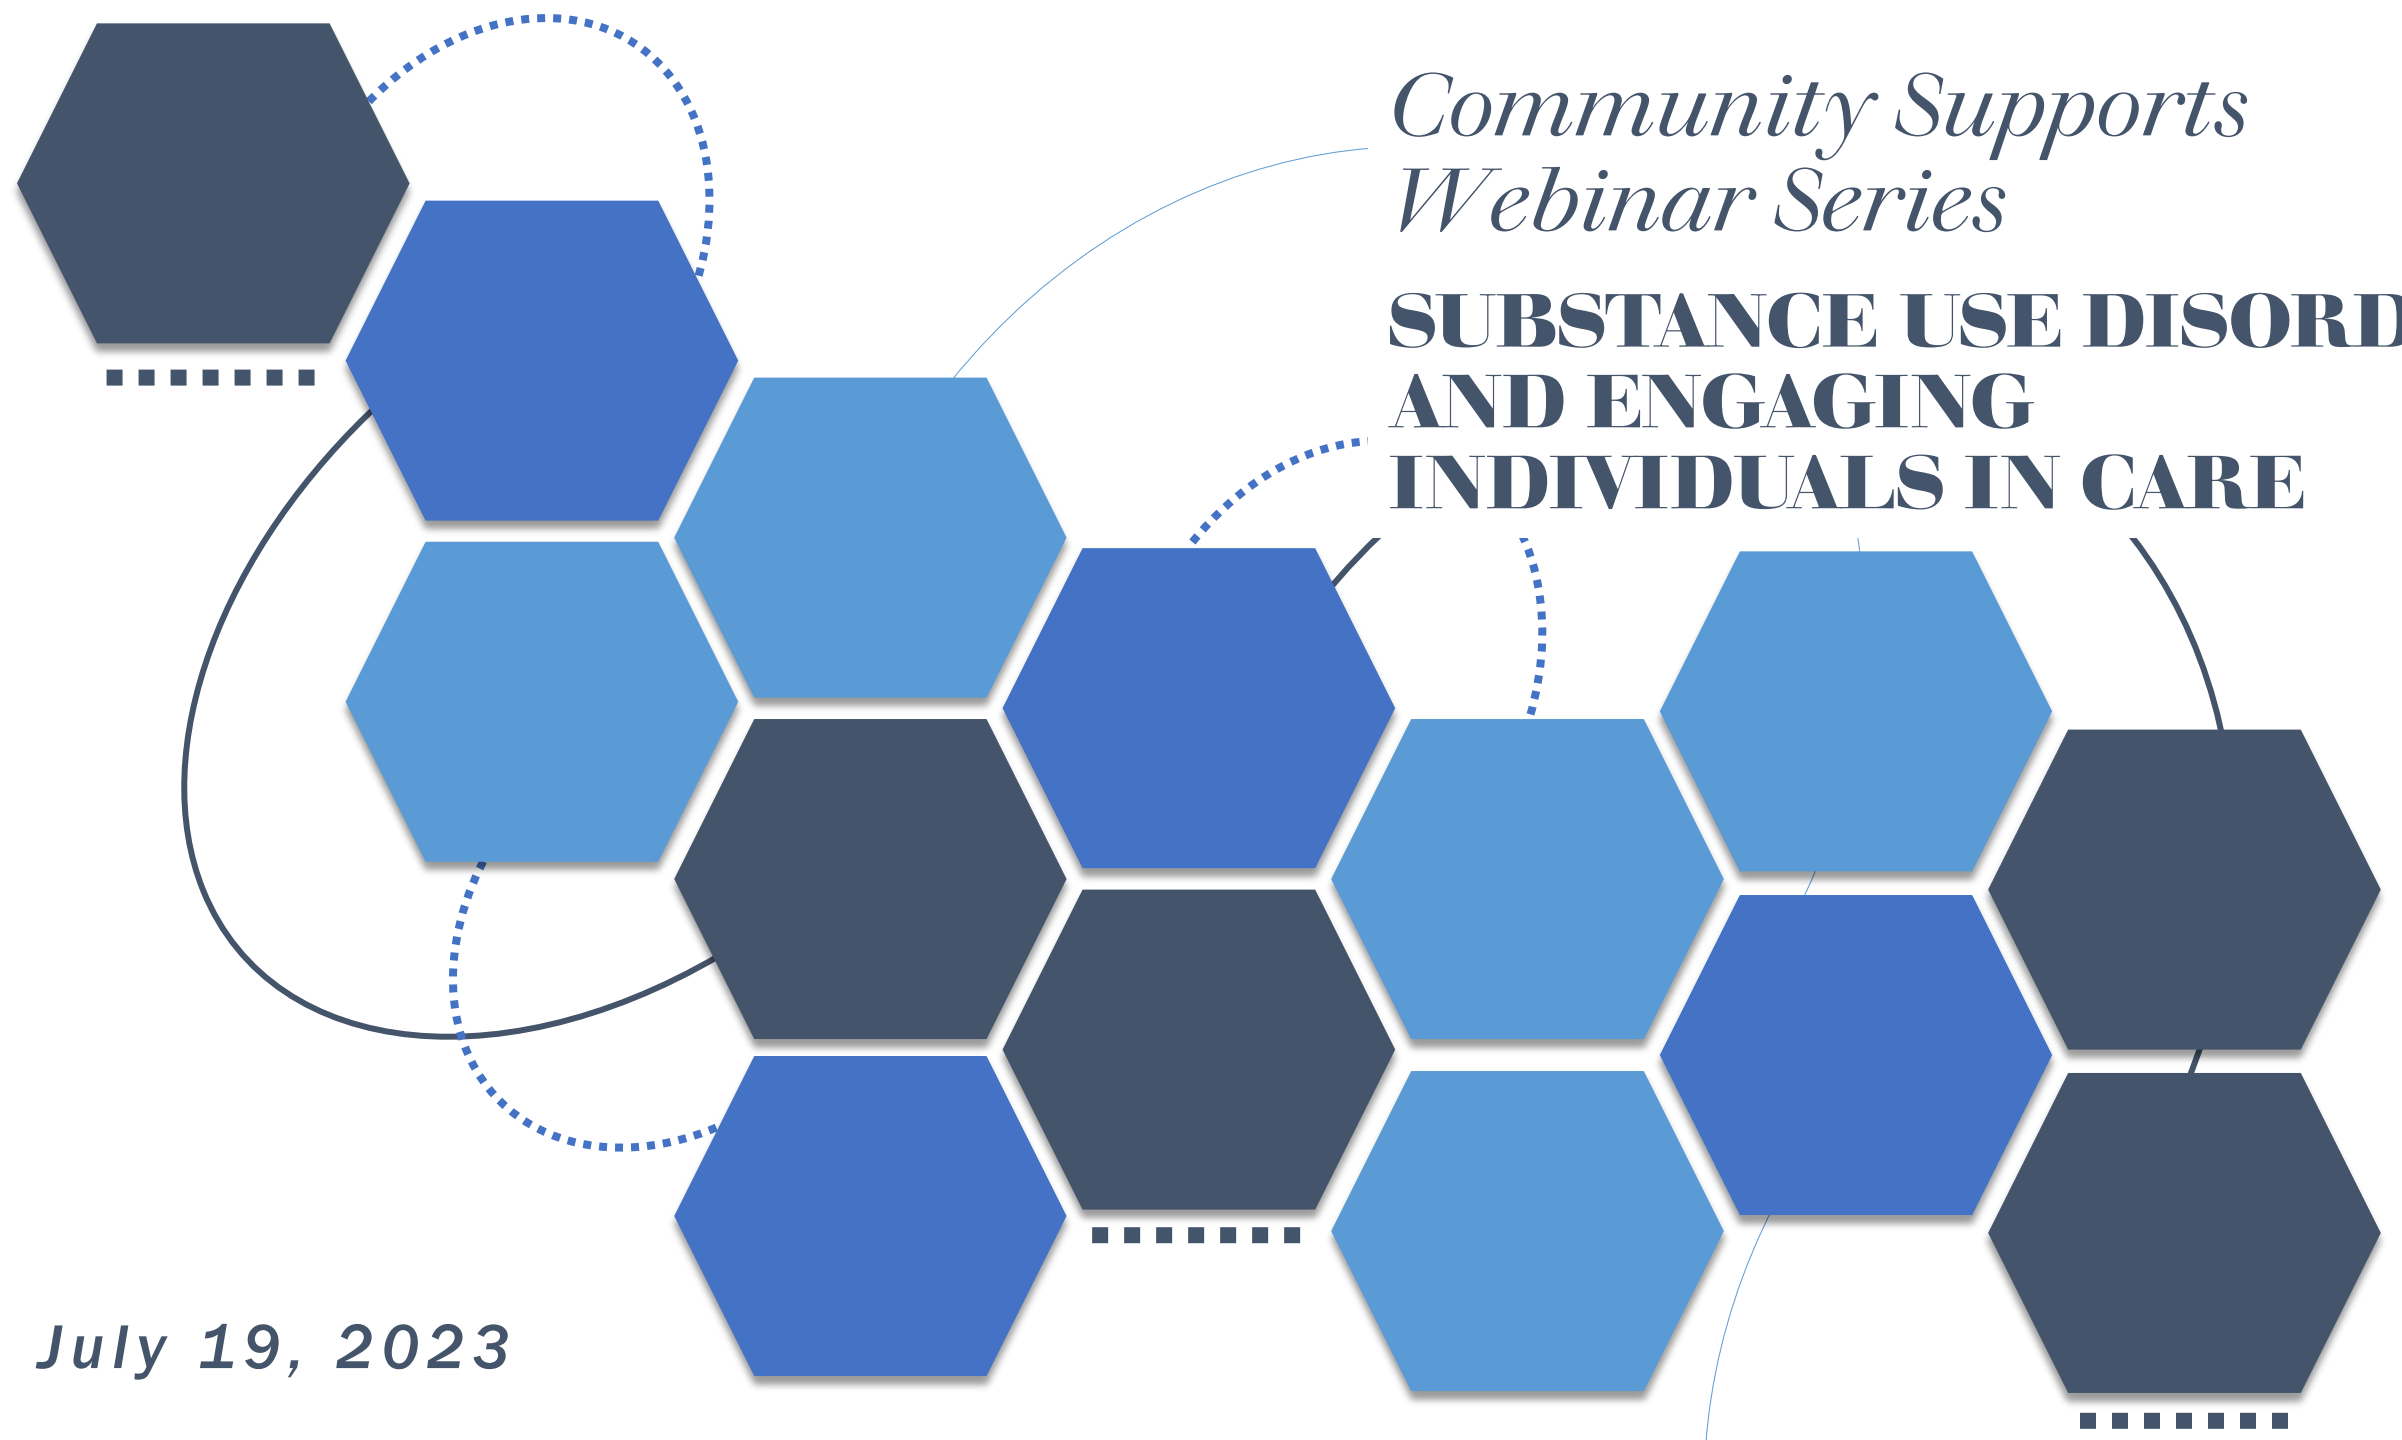 Community Supports
Webinar Series
SUBSTANCE USE DISORD
AND ENGAGING
INDIVIDUALS IN CARE
July 19, 2023